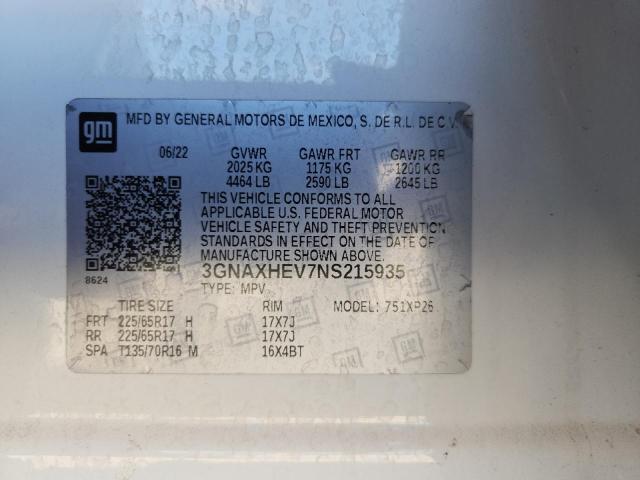 gm MFD BY GENERAL MOTORS DE MEXICO, S. DE R.L. DE C.V.
06/22 GVWR GAWR FRT GAWR RR
2025 KG 1175 KG 1200 KG
4464 LB 2590 LB 2645 LB
THIS VEHICLE CONFORMS TO ALL
APPLICABLE U.S. FEDERAL MOTOR
VEHICLE SAFETY AND THEFT PREVENTION
STANDARDS IN EFFECT ON THE DATE OF
MANUFACTURE SHOWN ABOVE.
8624 3GNAXHEV7NS215935
TYPE: MPV
TIRE SIZE RIM MODEL: 751XP26
FRT 225/65R17 H 17X7J
RR 225/65R17 H 17X7J
SPA T135/70R16 M 16X4BT